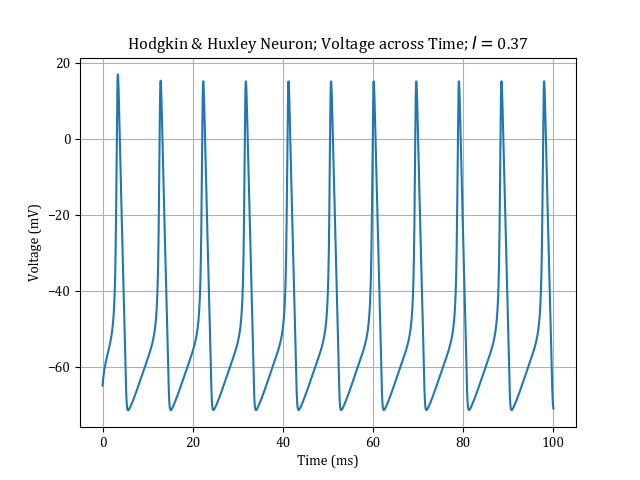 Hodgkin & Huxley Neuron; Voltage across Time; I = 0.37
20
0
−20
−40
−60
Voltage (mV)
0 20 40 60 80 100
Time (ms)